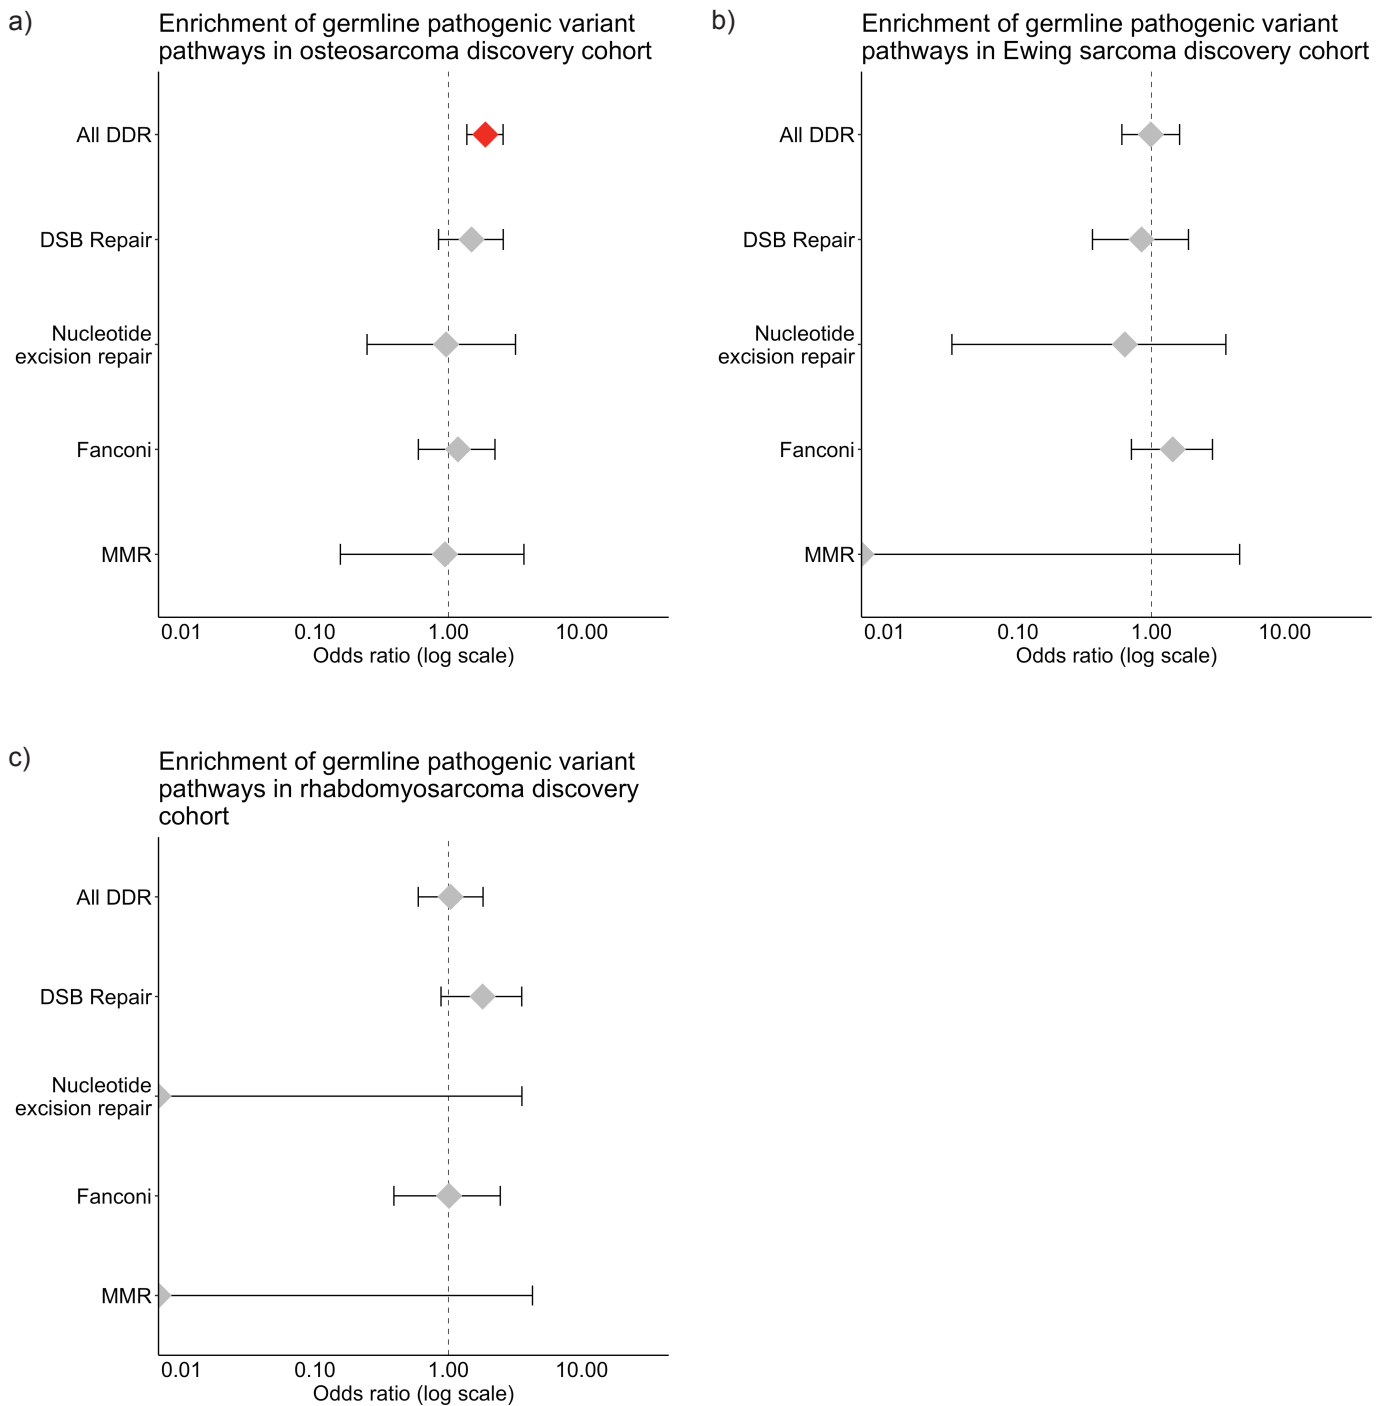 a)
Enrichment of germline pathogenic variant
pathways in osteosarcoma discovery cohort
All DDR
DSB Repair
Nucleotide
excision repair
Fanconi
MMR
0.01 0.10 1.00 10.00
Odds ratio (log scale)
b)
Enrichment of germline pathogenic variant
pathways in Ewing sarcoma discovery cohort
All DDR
DSB Repair
Nucleotide
excision repair
Fanconi
MMR
0.01 0.10 1.00 10.00
Odds ratio (log scale)
c)
Enrichment of germline pathogenic variant
pathways in rhabdomyosarcoma discovery
cohort
All DDR
DSB Repair
Nucleotide
excision repair
Fanconi
MMR
0.01 0.10 1.00 10.00
Odds ratio (log scale)